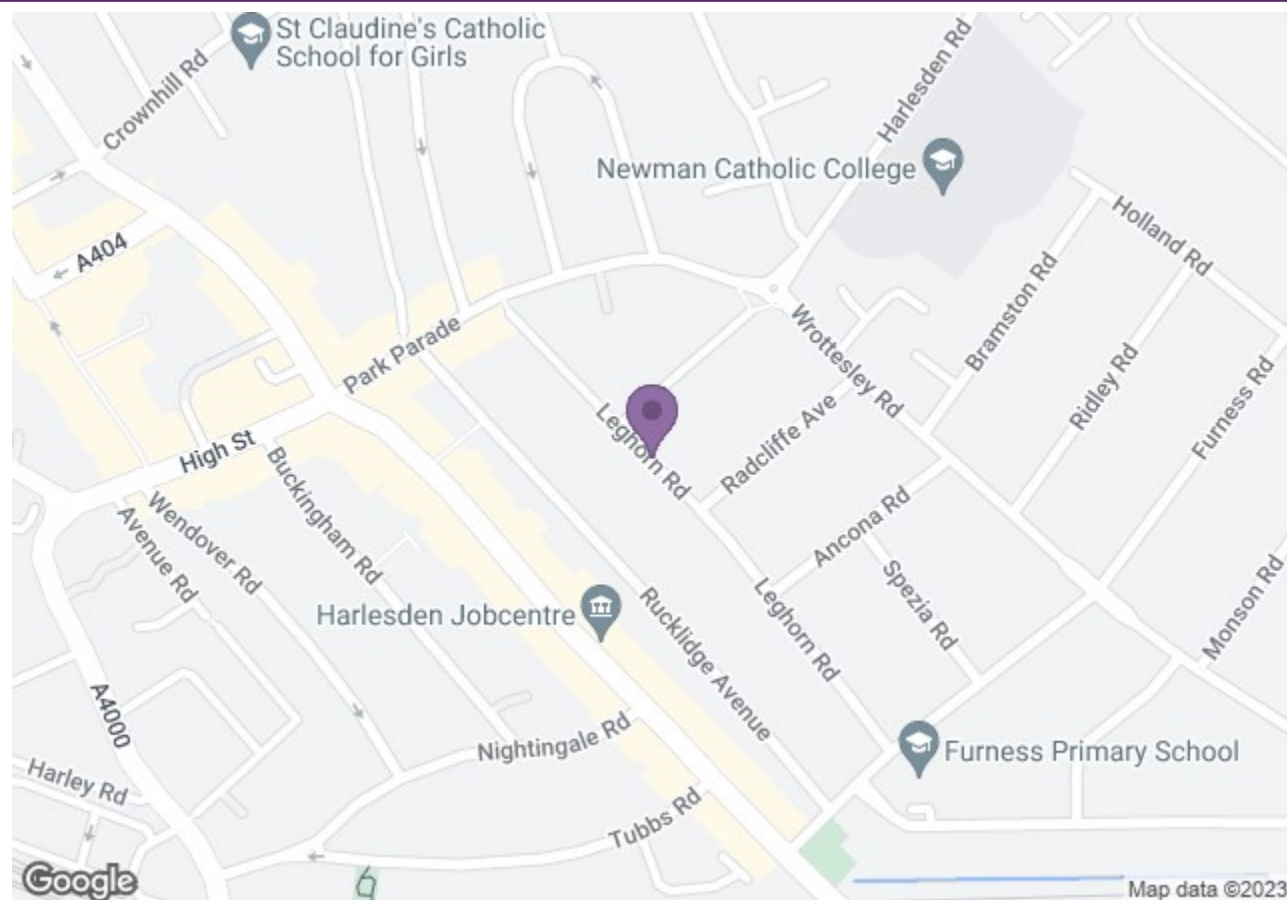 St Claudine's Catholic
School for Girls
Crownhill Rd
Harlesden Rd
Newman Catholic College
Holland Rd
A404
Bramston Rd
Park Parade
Wrottesley Rd
Ridley Rd
Furness Rd
Leghorn Rd
Radcliffe Ave
High St
Buckingham Rd
Wendover Rd
Avenue Rd
Ancona Rd
Spezia Rd
Monson Rd
Harlesden Jobcentre
Rucklidge Avenue
Leghorn Rd
A4000
Nightingale Rd
Furness Primary School
Harley Rd
Tubbs Rd
Google
Map data ©2023